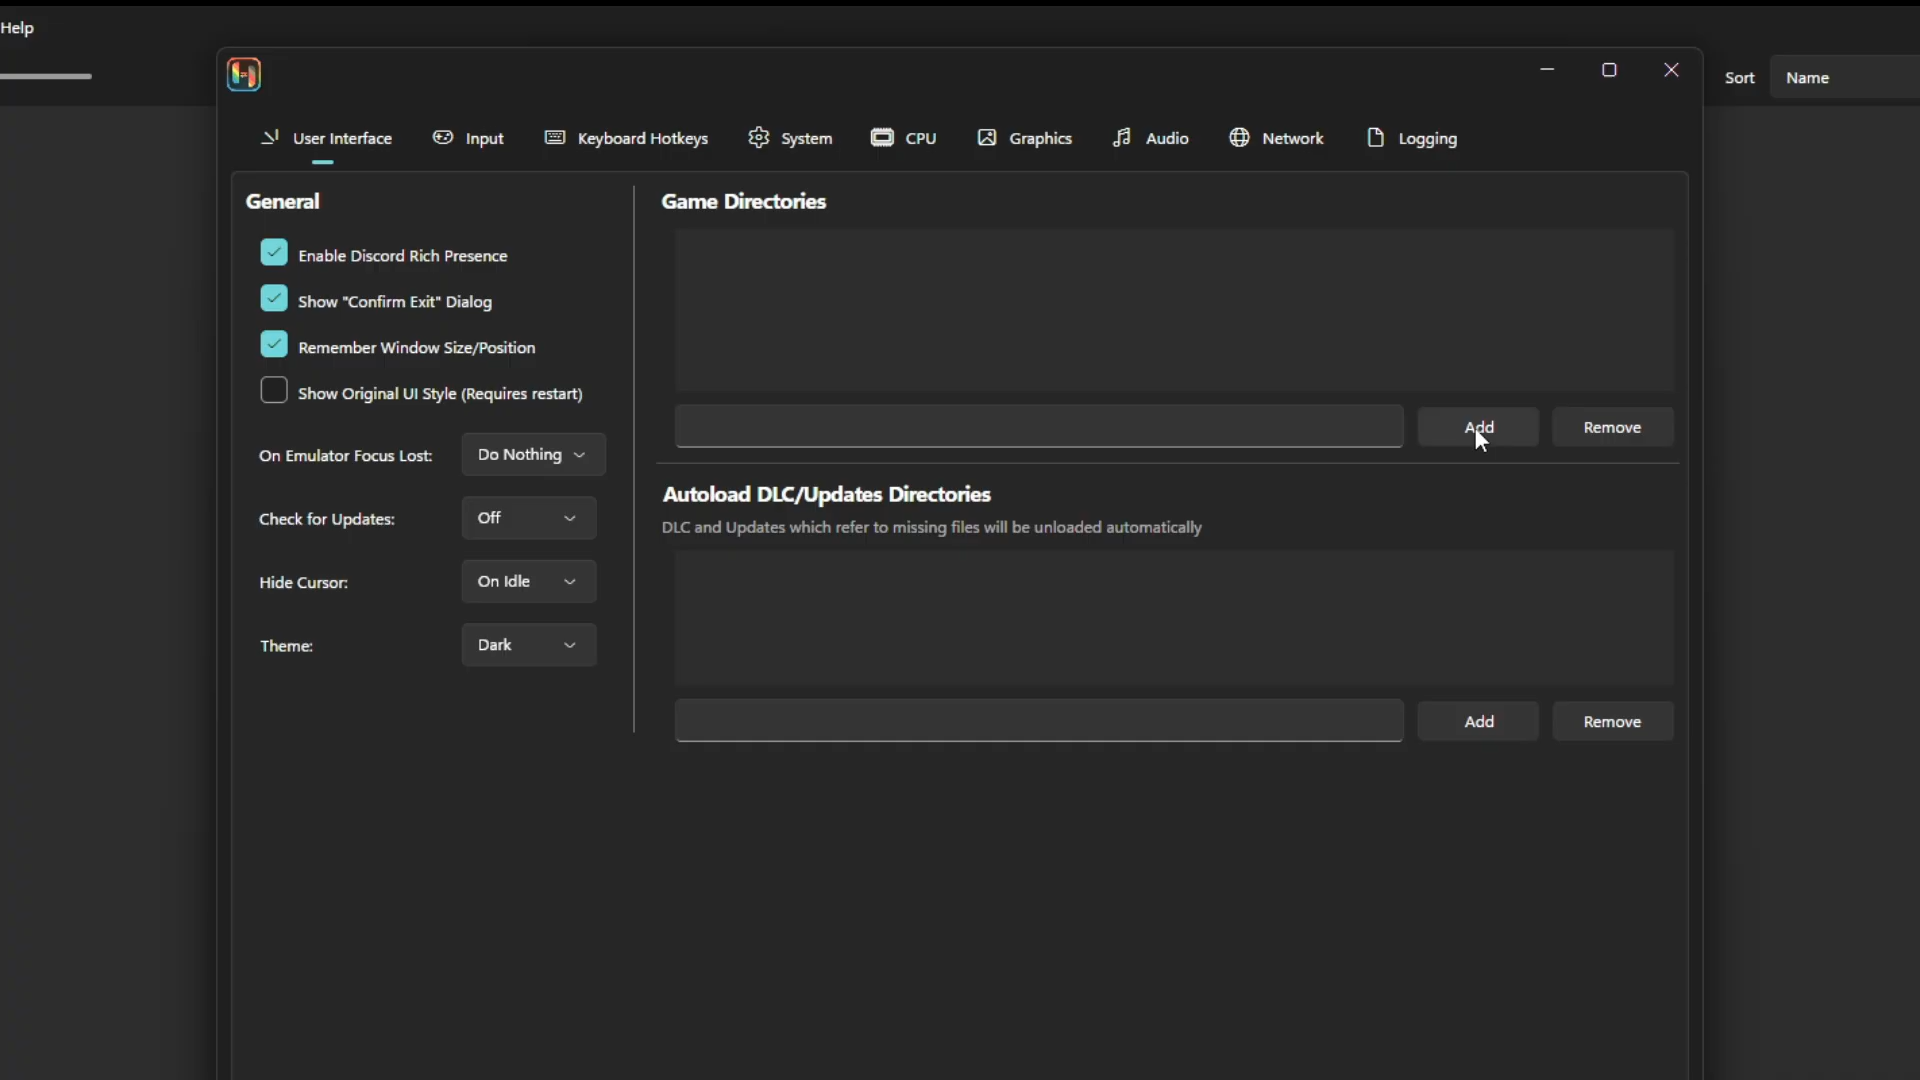 Help
Sort Name
User Interface Input Keyboard Hotkeys System CPU Graphics Audio Network Logging
General
Enable Discord Rich Presence
Show "Confirm Exit" Dialog
Remember Window Size/Position
Show Original UI Style (Requires restart)
On Emulator Focus Lost: Do Nothing
Check for Updates: Off
Hide Cursor: On Idle
Theme: Dark
Game Directories
Add Remove
Autoload DLC/Updates Directories
DLC and Updates which refer to missing files will be unloaded automatically
Add Remove